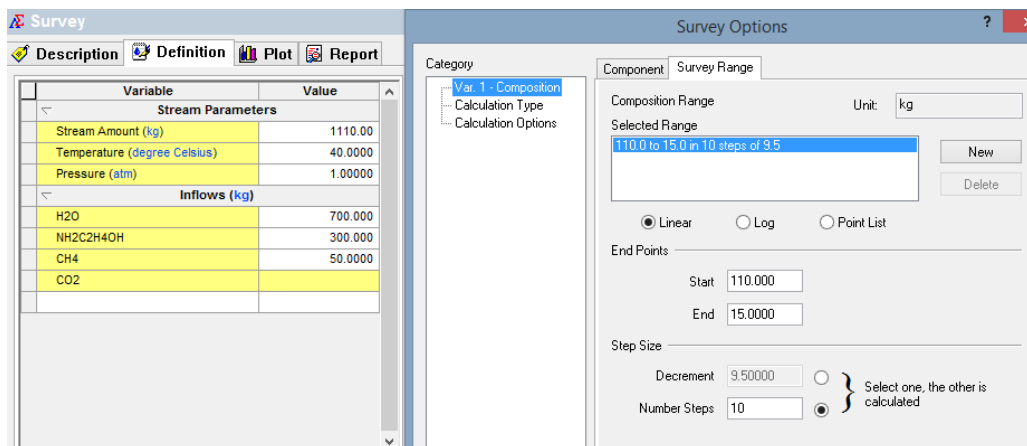 Survey
Description Definition Plot Report
Variable Value
Stream Parameters
Stream Amount (kg) 1110.00
Temperature (degree Celsius) 40.0000
Pressure (atm) 1.00000
Inflows (kg)
H2O 700.000
NH2C2H4OH 300.000
CH4 50.0000
CO2
Survey Options ?
Category
Var. 1 - Composition
Calculation Type
Calculation Options
Component Survey Range
Composition Range Unit: kg
Selected Range
110.0 to 15.0 in 10 steps of 9.5
New
Delete
Linear Log Point List
End Points
Start 110.000
End 15.0000
Step Size
Decrement 9.50000
Number Steps 10
Select one, the other is
calculated